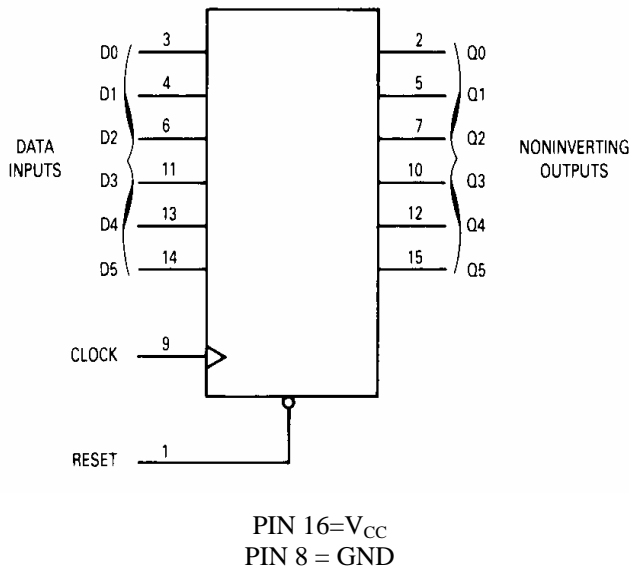 D0 3 2 Q0
D1 4 5 Q1
D2 6 7 Q2
DATA INPUTS
NONINVERTING OUTPUTS
D3 11 10 Q3
D4 13 12 Q4
D5 14 15 Q5
CLOCK 9
RESET 1
PIN 16=VCC
PIN 8 = GND